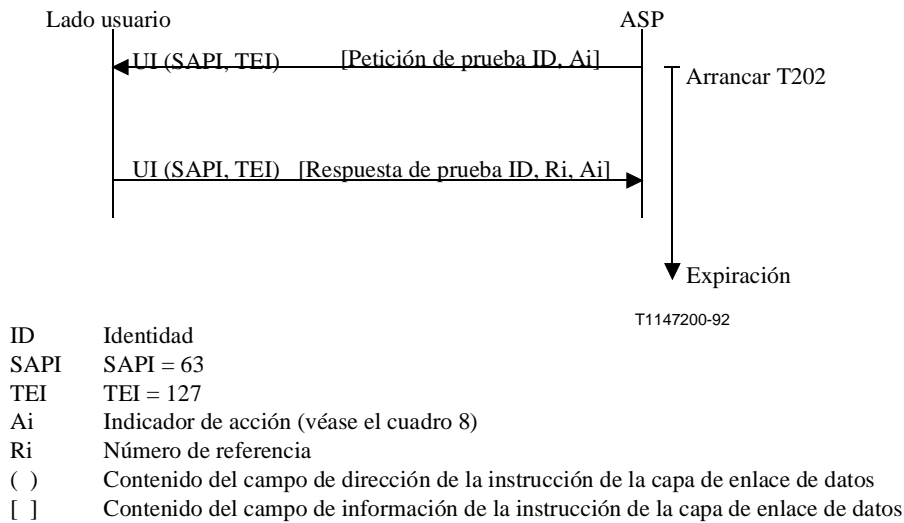 Lado usuario ASP
UI (SAPI, TEI) [Petición de prueba ID, Ai]
Arrancar T202
UI (SAPI, TEI) [Respuesta de prueba ID, Ri, Ai]
Expiración
T1147200-92
ID Identidad
SAPI SAPI = 63
TEI TEI = 127
Ai Indicador de acción (véase el cuadro 8)
Ri Número de referencia
( ) Contenido del campo de dirección de la instrucción de la capa de enlace de datos
[ ] Contenido del campo de información de la instrucción de la capa de enlace de datos